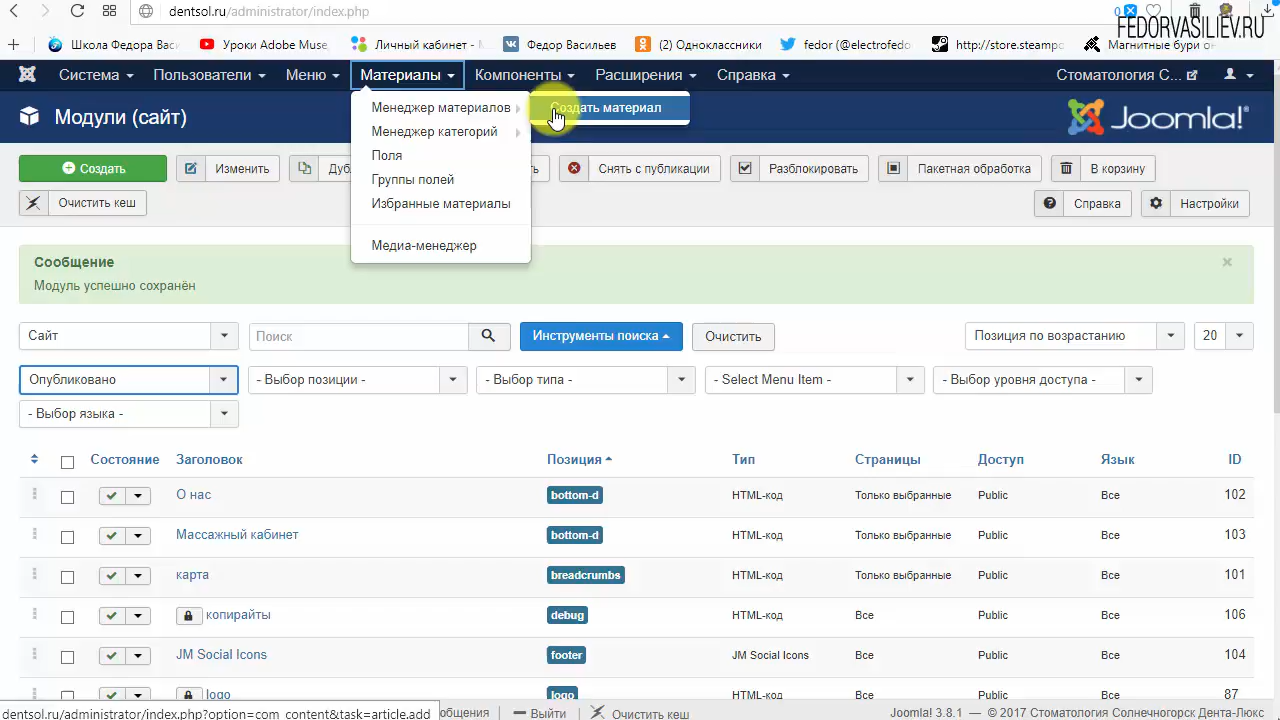 dentsol.ru/administrator/index.php
0
FEDORVASILIEV.RU
Школа Федора Васи
Уроки Adobe Muse
Личный кабинет - М
Федор Васильев
(2) Одноклассники
fedor (@electrofedo
http://store.steampo
Магнитные бури он
Система
Пользователи
Меню
Материалы
Компоненты
Расширения
Справка
Стоматология С...
Менеджер материалов
Создать материал
Менеджер категорий
Поля
Группы полей
Избранные материалы
Медиа-менеджер
Модули (сайт)
Joomla!
Создать
Изменить
Дуб
ть
Снять с публикации
Разблокировать
Пакетная обработка
В корзину
Очистить кеш
Справка
Настройки
Сообщение
Модуль успешно сохранён
Сайт
Поиск
Инструменты поиска
Очистить
Позиция по возрастанию
20
Опубликовано
- Выбор позиции -
- Выбор типа -
- Select Menu Item -
- Выбор уровня доступа -
- Выбор языка -
Состояние Заголовок Позиция Тип Страницы Доступ Язык ID
О нас bottom-d HTML-код Только выбранные Public Все 102
Массажный кабинет bottom-d HTML-код Только выбранные Public Все 103
карта breadcrumbs HTML-код Только выбранные Public Все 101
копирайты debug HTML-код Все Public Все 106
JM Social Icons footer JM Social Icons Все Public Все 104
logo logo HTML-код Все Public Все 87
dentsol.ru/administrator/index.php?option=com_content&task=article.add
общения
Выйти
Очистить кеш
Joomla! 3.8.1 — © 2017 Стоматология Солнечногорск Дента-Люкс